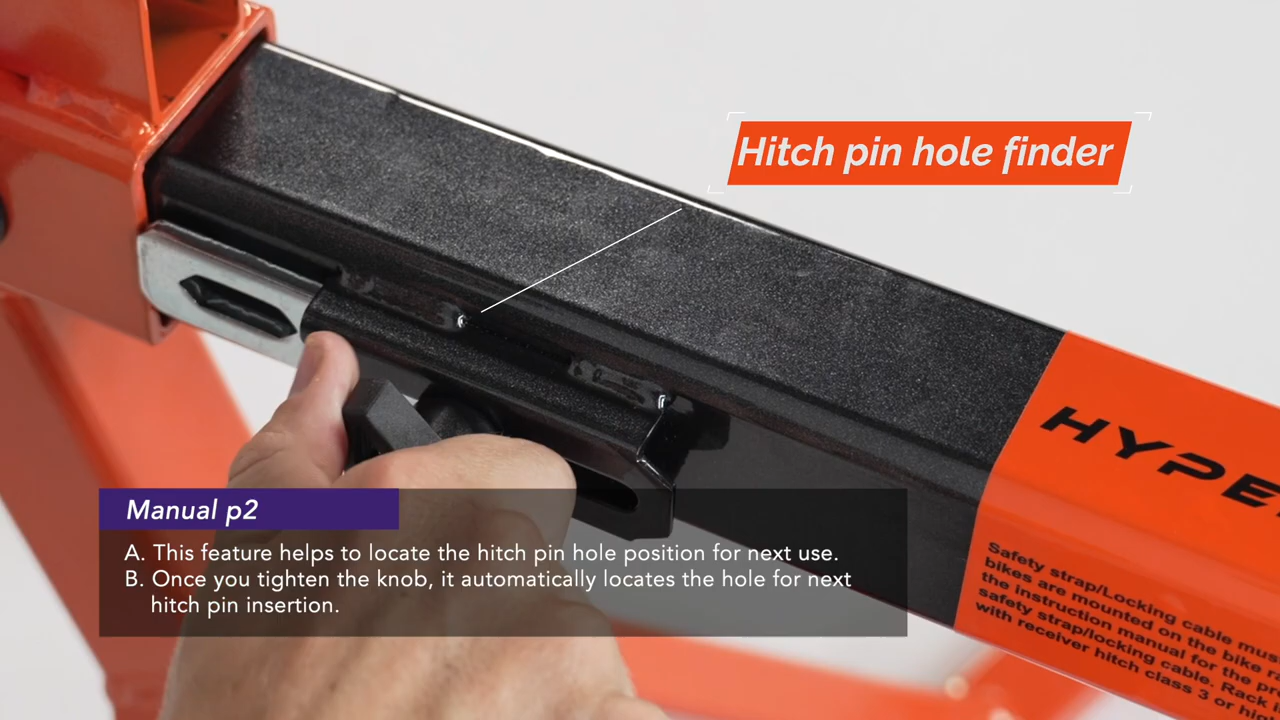 Hitch pin hole finder
HYPE
Manual p2
A. This feature helps to locate the hitch pin hole position for next use.
B. Once you tighten the knob, it automatically locates the hole for next
hitch pin insertion.
Safety strap/Locking cable
bikes are mounted on the bike
the instruction manual for the
safety strap/locking cable. Rack
with receiver hitch class 3 or